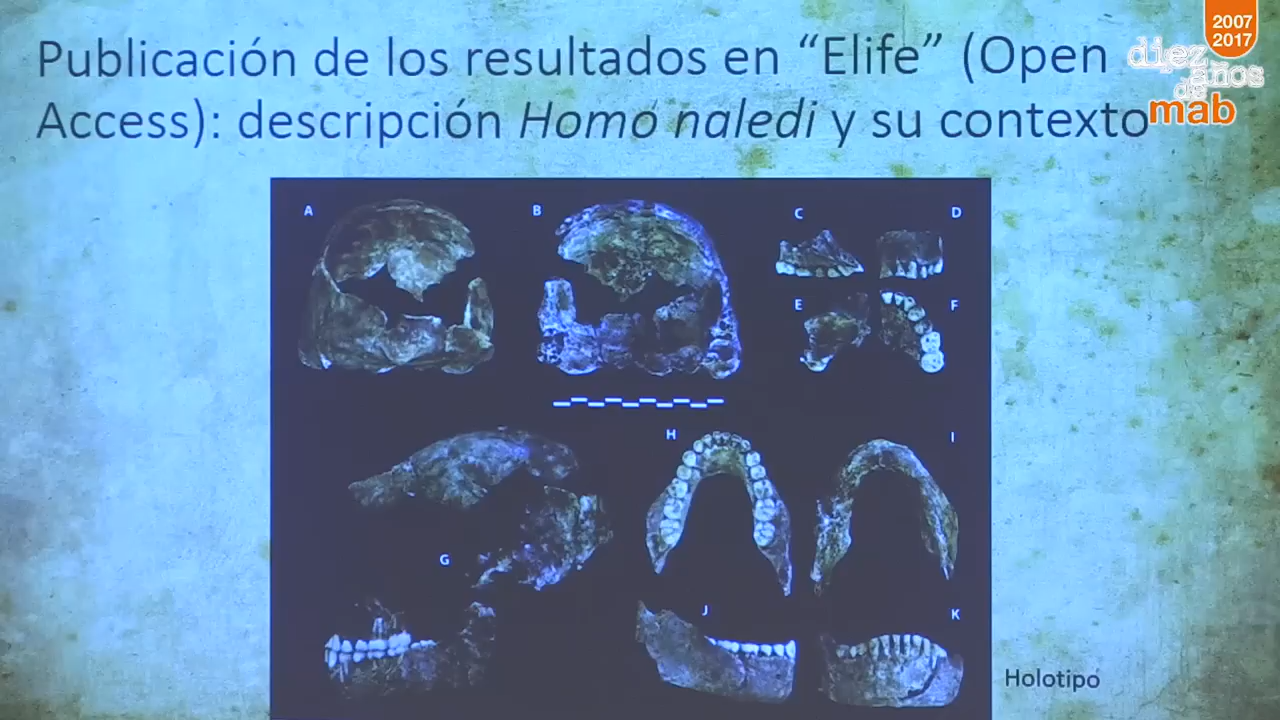 Publicación de los resultados en “Elife” (Open
Access): descripción Homo naledi y su contexto
2007
2017
diez
años
de
mab
A
B
C
D
E
F
H
I
G
J
K
Holotipo